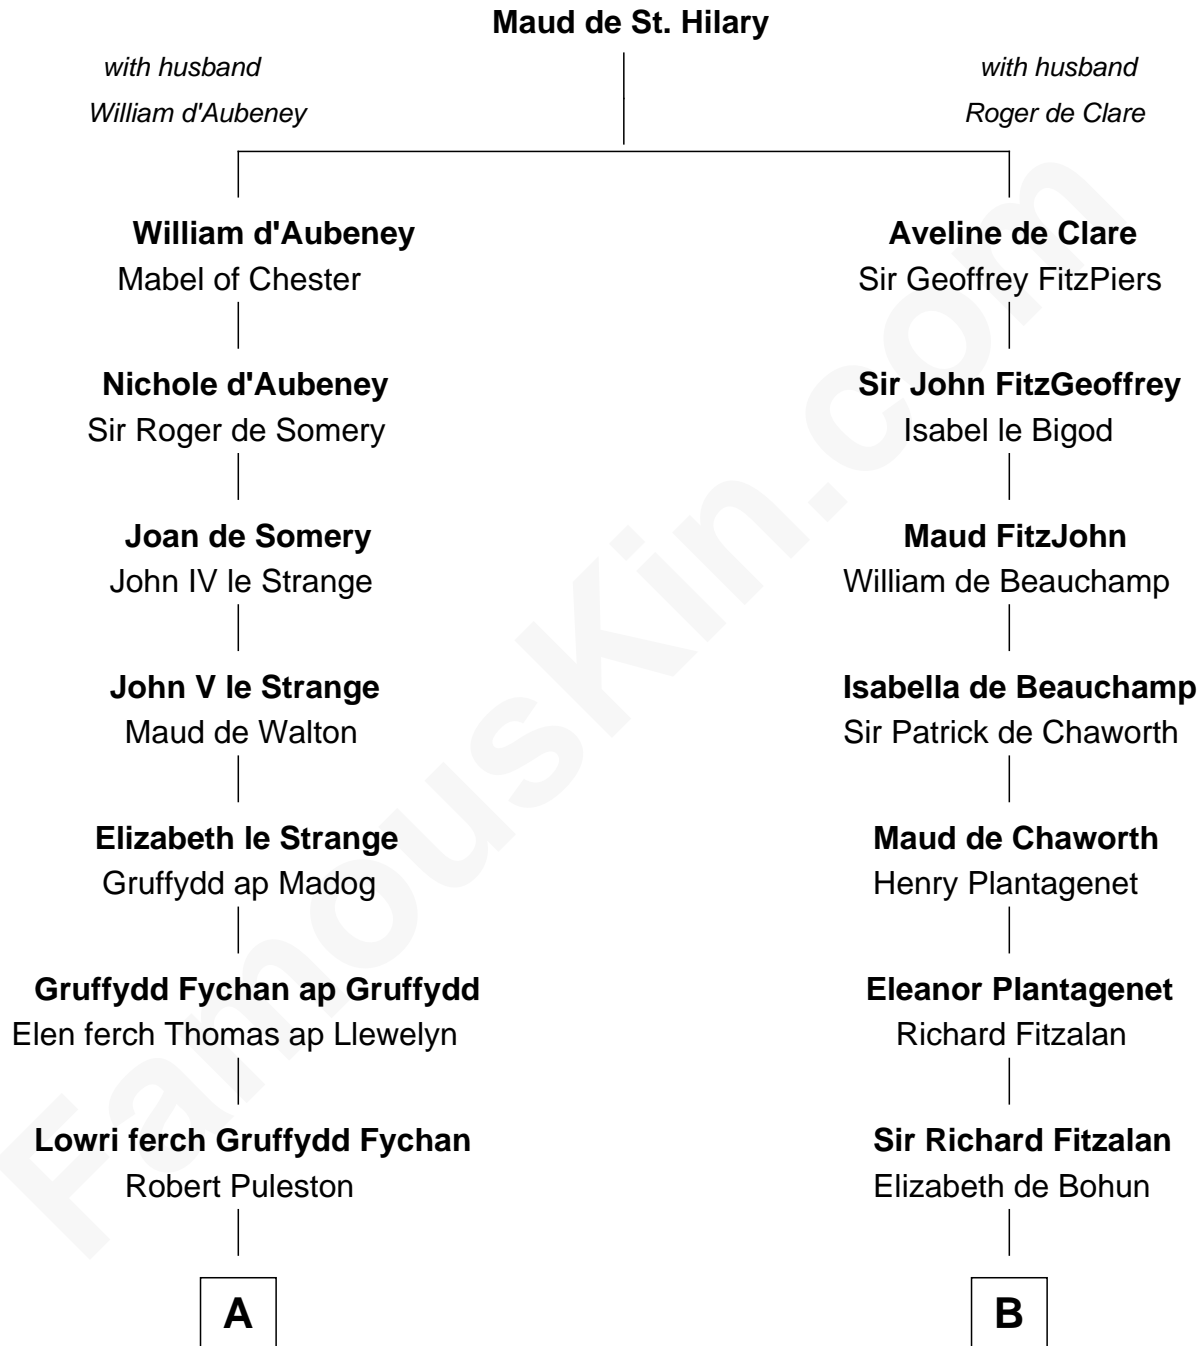 Maud de St. Hilary
with husband
William d'Aubeney
with husband
Roger de Clare
William d'Aubeney
Mabel of Chester
Nichole d'Aubeney
Sir Roger de Somery
Joan de Somery
John IV le Strange
John V le Strange
Maud de Walton
Elizabeth le Strange
Gruffydd ap Madog
Gruffydd Fychan ap Gruffydd
Elen ferch Thomas ap Llewelyn
Lowri ferch Gruffydd Fychan
Robert Puleston
A
Aveline de Clare
Sir Geoffrey FitzPiers
Sir John FitzGeoffrey
Isabel le Bigod
Maud FitzJohn
William de Beauchamp
Isabella de Beauchamp
Sir Patrick de Chaworth
Maud de Chaworth
Henry Plantagenet
Eleanor Plantagenet
Richard Fitzalan
Sir Richard Fitzalan
Elizabeth de Bohun
B
FamousKin.com